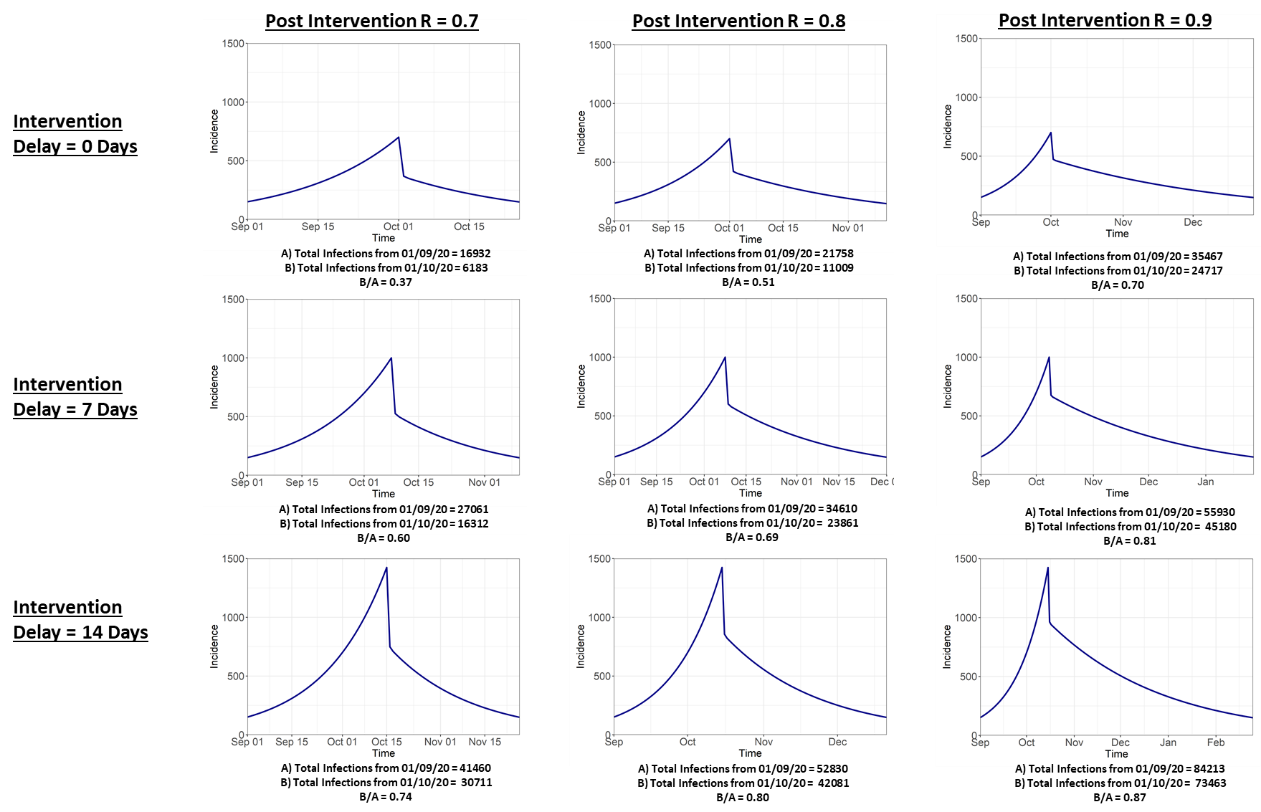 Post Intervention R = 0.7
Post Intervention R = 0.8
Post Intervention R = 0.9
Intervention
Delay = 0 Days
1500
1000
500
0
Incidence
Sep 01 Sep 15 Oct 01 Oct 15
Time
A) Total Infections from 01/09/20 = 16932
B) Total Infections from 01/10/20 = 6183
B/A = 0.37
1500
1000
500
0
Incidence
Sep 01 Sep 15 Oct 01 Oct 15 Nov 01
Time
A) Total Infections from 01/09/20 = 21758
B) Total Infections from 01/10/20 = 11009
B/A = 0.51
1500
1000
500
0
Incidence
Sep Oct Nov Dec
Time
A) Total Infections from 01/09/20 = 35467
B) Total Infections from 01/10/20 = 24717
B/A = 0.70
Intervention
Delay = 7 Days
1500
1000
500
0
Incidence
Sep 01 Sep 15 Oct 01 Oct 15 Nov 01
Time
A) Total Infections from 01/09/20 = 27061
B) Total Infections from 01/10/20 = 16312
B/A = 0.60
1500
1000
500
0
Incidence
Sep 01 Sep 15 Oct 01 Oct 15 Nov 01 Nov 15 Dec
Time
A) Total Infections from 01/09/20 = 34610
B) Total Infections from 01/10/20 = 23861
B/A = 0.69
1500
1000
500
0
Incidence
Sep Oct Nov Dec Jan
Time
A) Total Infections from 01/09/20 = 55930
B) Total Infections from 01/10/20 = 45180
B/A = 0.81
Intervention
Delay = 14 Days
1500
1000
500
0
Incidence
Sep 01 Sep 15 Oct 01 Oct 15 Nov 01 Nov 15
Time
A) Total Infections from 01/09/20 = 41460
B) Total Infections from 01/10/20 = 30711
B/A = 0.74
1500
1000
500
0
Incidence
Sep Oct Nov Dec
Time
A) Total Infections from 01/09/20 = 52830
B) Total Infections from 01/10/20 = 42081
B/A = 0.80
1500
1000
500
0
Incidence
Sep Oct Nov Dec Jan Feb
Time
A) Total Infections from 01/09/20 = 84213
B) Total Infections from 01/10/20 = 73463
B/A = 0.87